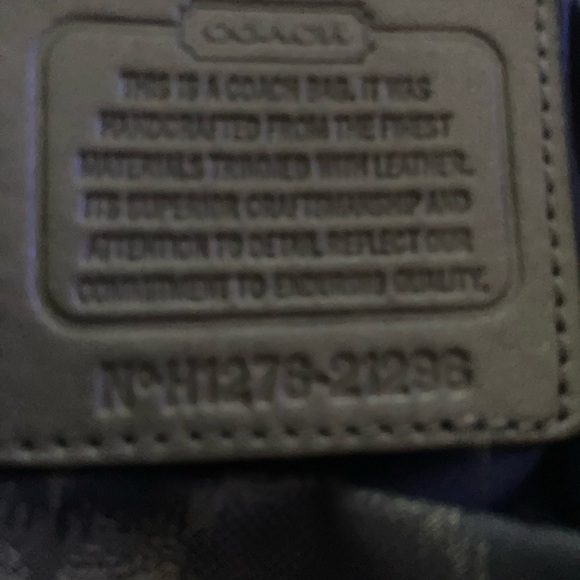 COACH
THIS IS A COACH BAG. IT WAS
HANDCRAFTED FROM THE FINEST
MATERIALS TRIMMED WITH LEATHER.
ITS SUPERIOR CRAFTSMANSHIP AND
ATTENTION TO DETAIL REFLECT OUR
COMMITMENT TO ENDURING QUALITY.
No H1276-21296